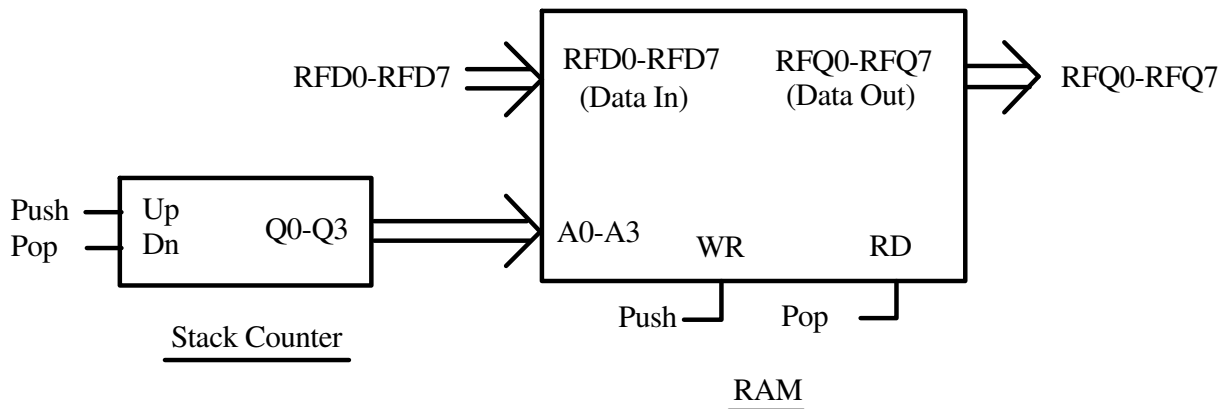 RFD0-RFD7
RFD0-RFD7
(Data In)
RFQ0-RFQ7
(Data Out)
RFQ0-RFQ7
Push
Pop
Up
Dn
Q0-Q3
A0-A3
WR
RD
Push
Pop
Stack Counter
RAM